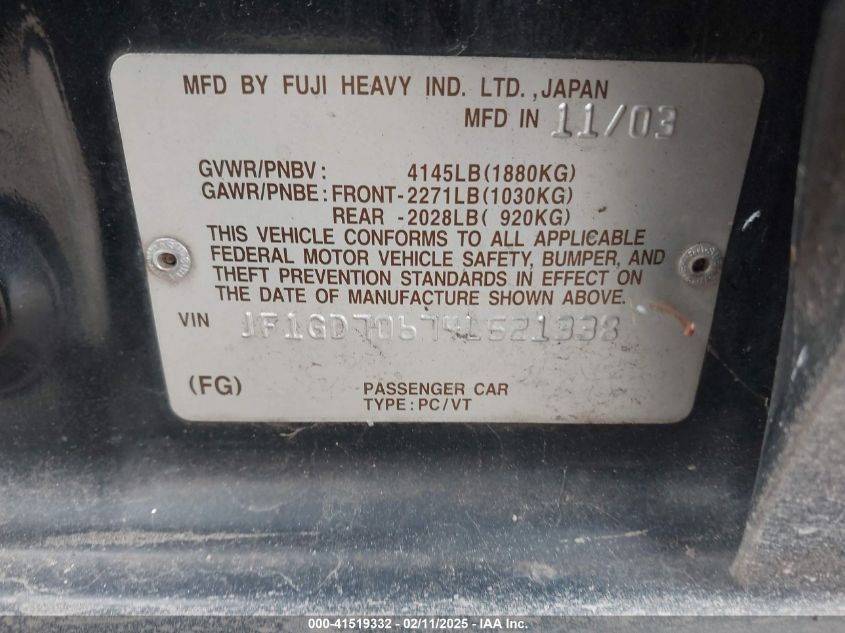 MFD BY FUJI HEAVY IND. LTD.,JAPAN
MFD IN 11/03
GVWR/PNBV: 4145LB(1880KG)
GAWR/PNBE:FRONT-2271LB(1030KG)
REAR -2028LB( 920KG)
THIS VEHICLE CONFORMS TO ALL APPLICABLE
FEDERAL MOTOR VEHICLE SAFETY, BUMPER, AND
THEFT PREVENTION STANDARDS IN EFFECT ON
THE DATE OF MANUFACTURE SHOWN ABOVE.
VIN JF1GD70674L521338
(FG) PASSENGER CAR
TYPE:PC/VT
000-41519332 - 02/11/2025 - 02/11 - IAA Inc.